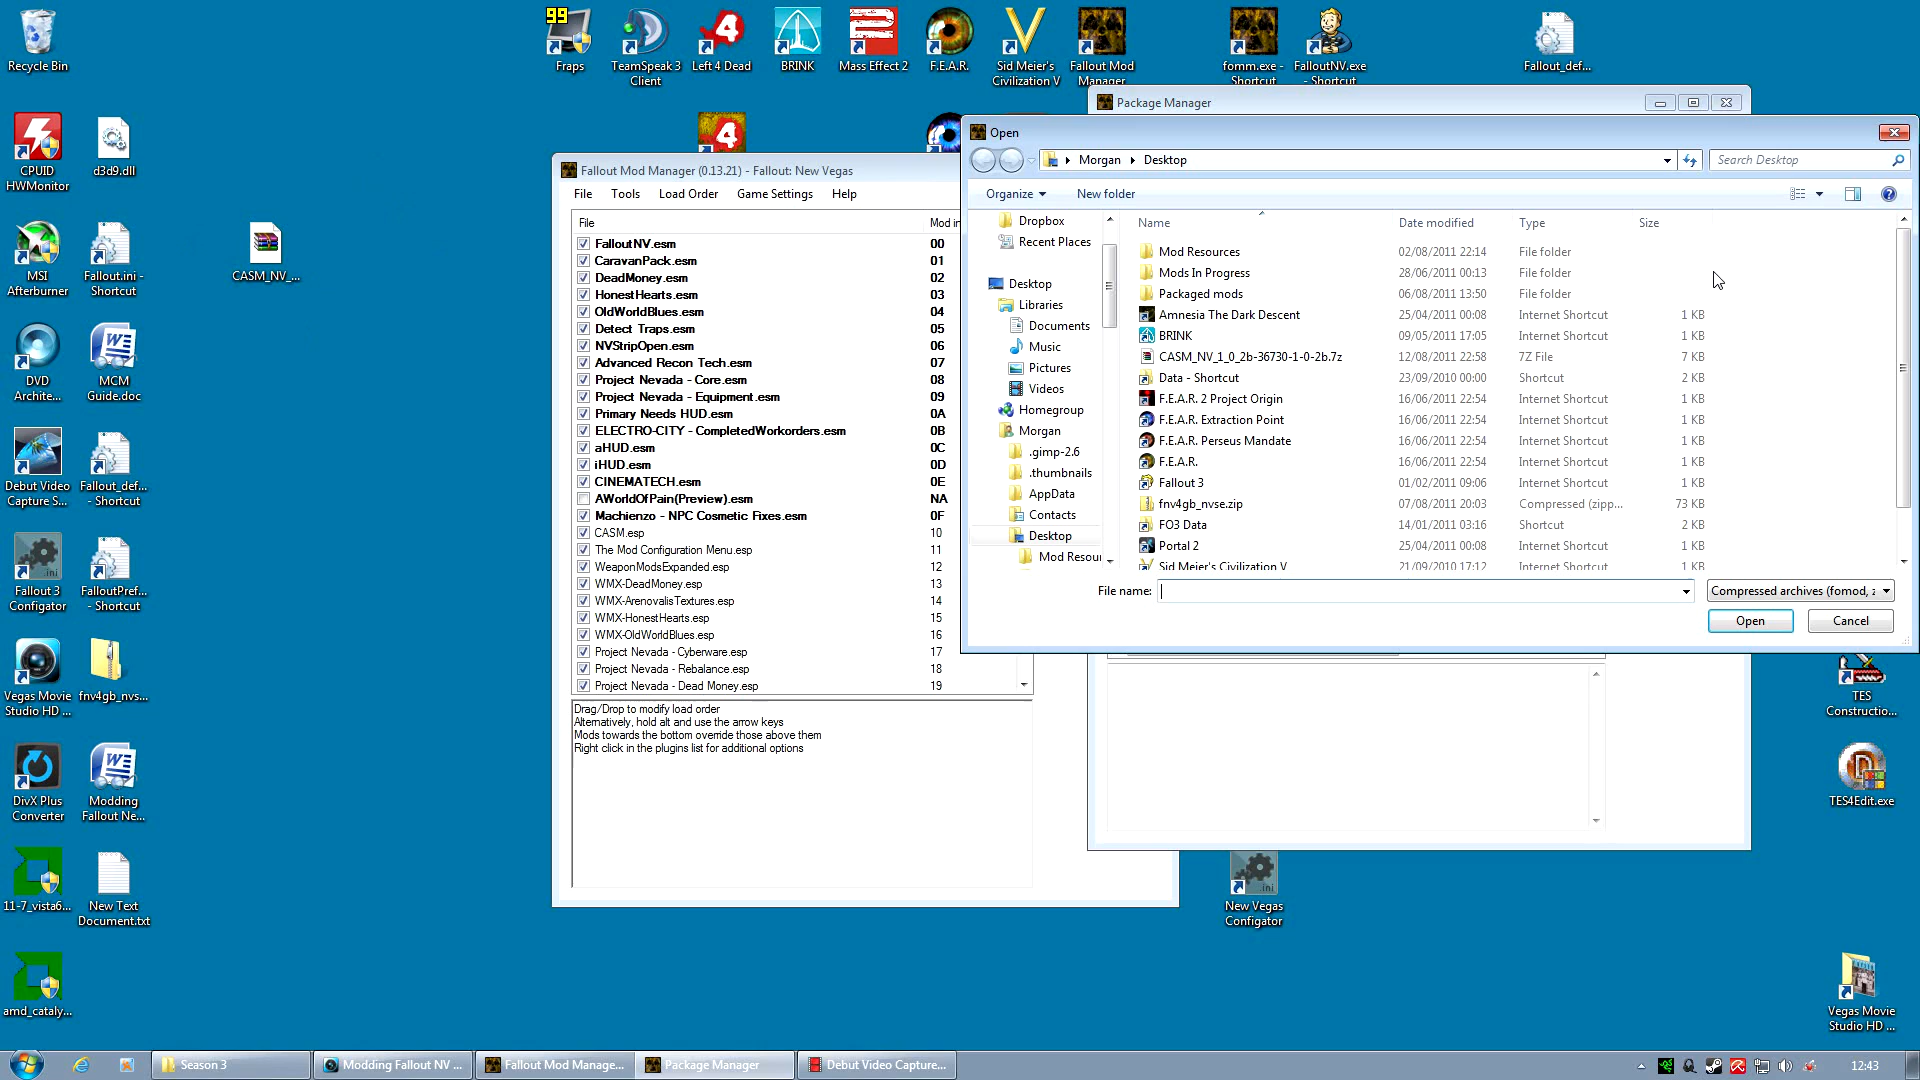 99
Recycle Bin
Fraps
TeamSpeak 3
Client
Left 4 Dead
BRINK
Mass Effect 2
F.E.A.R.
Sid Meier's
Civilization V
Fallout Mod
Manager
fomm.exe -
Shortcut
FalloutNV.exe
- Shortcut
Fallout_def...
CPUID
HWMonitor
d3d9.dll
MSI
Afterburner
Fallout.ini -
Shortcut
CASM_NV_...
DVD
Archite...
MCM
Guide.doc
Debut Video
Capture S...
Fallout_def...
- Shortcut
Fallout 3
Configator
FalloutPref...
- Shortcut
Vegas Movie
Studio HD ...
fnv4gb_nvs...
DivX Plus
Converter
Modding
Fallout Ne...
11-7_vista6...
New Text
Document.txt
amd_cataly...
Fallout Mod Manager (0.13.21) - Fallout: New Vegas
File Tools Load Order Game Settings Help
File Mod in
FalloutNV.esm 00
CaravanPack.esm 01
DeadMoney.esm 02
HonestHearts.esm 03
OldWorldBlues.esm 04
Detect Traps.esm 05
NVStripOpen.esm 06
Advanced Recon Tech.esm 07
Project Nevada - Core.esm 08
Project Nevada - Equipment.esm 09
Primary Needs HUD.esm 0A
ELECTRO-CITY - CompletedWorkorders.esm 0B
aHUD.esm 0C
iHUD.esm 0D
CINEMATECH.esm 0E
AWorldOfPain(Preview).esm NA
Machienzo - NPC Cosmetic Fixes.esm 0F
CASM.esp 10
The Mod Configuration Menu.esp 11
WeaponModsExpanded.esp 12
WMX-DeadMoney.esp 13
WMX-ArenovalisTextures.esp 14
WMX-HonestHearts.esp 15
WMX-OldWorldBlues.esp 16
Project Nevada - Cyberware.esp 17
Project Nevada - Rebalance.esp 18
Project Nevada - Dead Money.esp 19
Drag/Drop to modify load order
Alternatively, hold alt and use the arrow keys
Mods towards the bottom override those above them
Right click in the plugins list for additional options
Package Manager
Open
Morgan Desktop
Search Desktop
Organize New folder
Dropbox
Recent Places
Desktop
Libraries
Documents
Music
Pictures
Videos
Homegroup
Morgan
.gimp-2.6
.thumbnails
AppData
Contacts
Desktop
Mod Resou
Name Date modified Type Size
Mod Resources 02/08/2011 22:14 File folder
Mods In Progress 28/06/2011 00:13 File folder
Packaged mods 06/08/2011 13:50 File folder
Amnesia The Dark Descent 25/04/2011 00:08 Internet Shortcut 1 KB
BRINK 09/05/2011 17:05 Internet Shortcut 1 KB
CASM_NV_1_0_2b-36730-1-0-2b.7z 12/08/2011 22:58 7Z File 7 KB
Data - Shortcut 23/09/2010 00:00 Shortcut 2 KB
F.E.A.R. 2 Project Origin 16/06/2011 22:54 Internet Shortcut 1 KB
F.E.A.R. Extraction Point 16/06/2011 22:54 Internet Shortcut 1 KB
F.E.A.R. Perseus Mandate 16/06/2011 22:54 Internet Shortcut 1 KB
F.E.A.R. 16/06/2011 22:54 Internet Shortcut 1 KB
Fallout 3 01/02/2011 09:06 Internet Shortcut 1 KB
fnv4gb_nvse.zip 07/08/2011 20:03 Compressed (zipp... 73 KB
FO3 Data 14/01/2011 03:16 Shortcut 2 KB
Portal 2 25/04/2011 00:08 Internet Shortcut 1 KB
Sid Meier's Civilization V 21/09/2010 17:12 Internet Shortcut 1 KB
File name: Compressed archives (fomod, z
Open Cancel
TES
Constructio...
TES4Edit.exe
.ini
New Vegas
Configator
Vegas Movie
Studio HD ...
Season 3
Modding Fallout NV ...
Fallout Mod Manage...
Package Manager
Debut Video Capture...
12:43